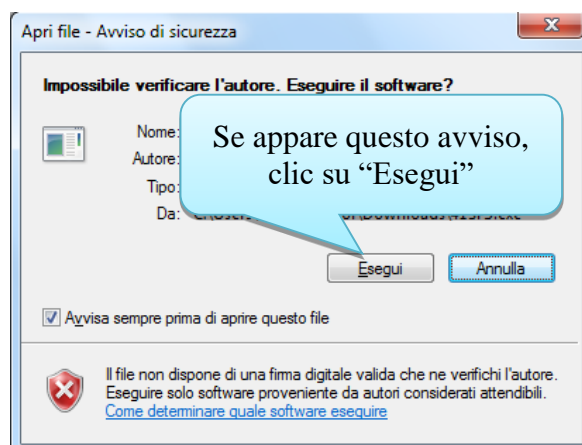 Apri file - Avviso di sicurezza
Impossibile verificare l'autore. Eseguire il software?
Nome:
Se appare questo avviso,
clic su “Esegui”
Autore:
Tipo:
Da:
Esegui
Annulla
Avvisa sempre prima di aprire questo file
Il file non dispone di una firma digitale valida che ne verifichi l'autore.
Eseguire solo software proveniente da autori considerati attendibili.
Come determinare quale software eseguire